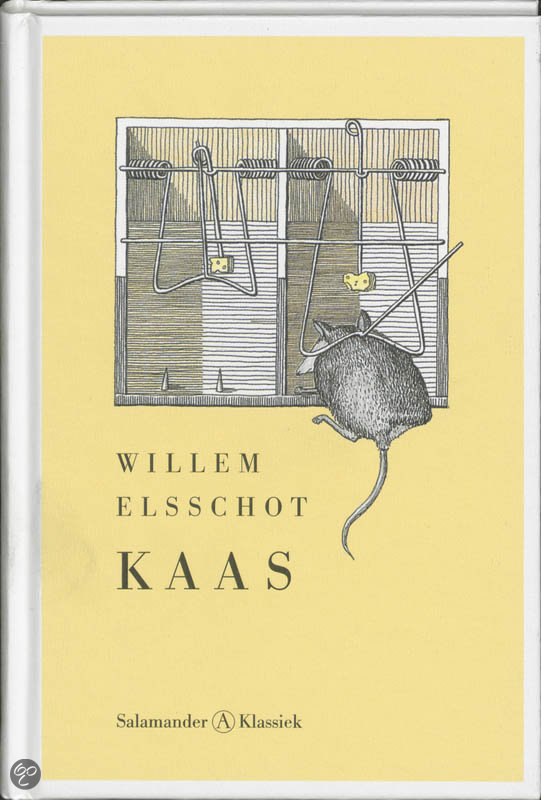 WILLEM
ELSSCHOT
KAAS
Salamander A Klassiek